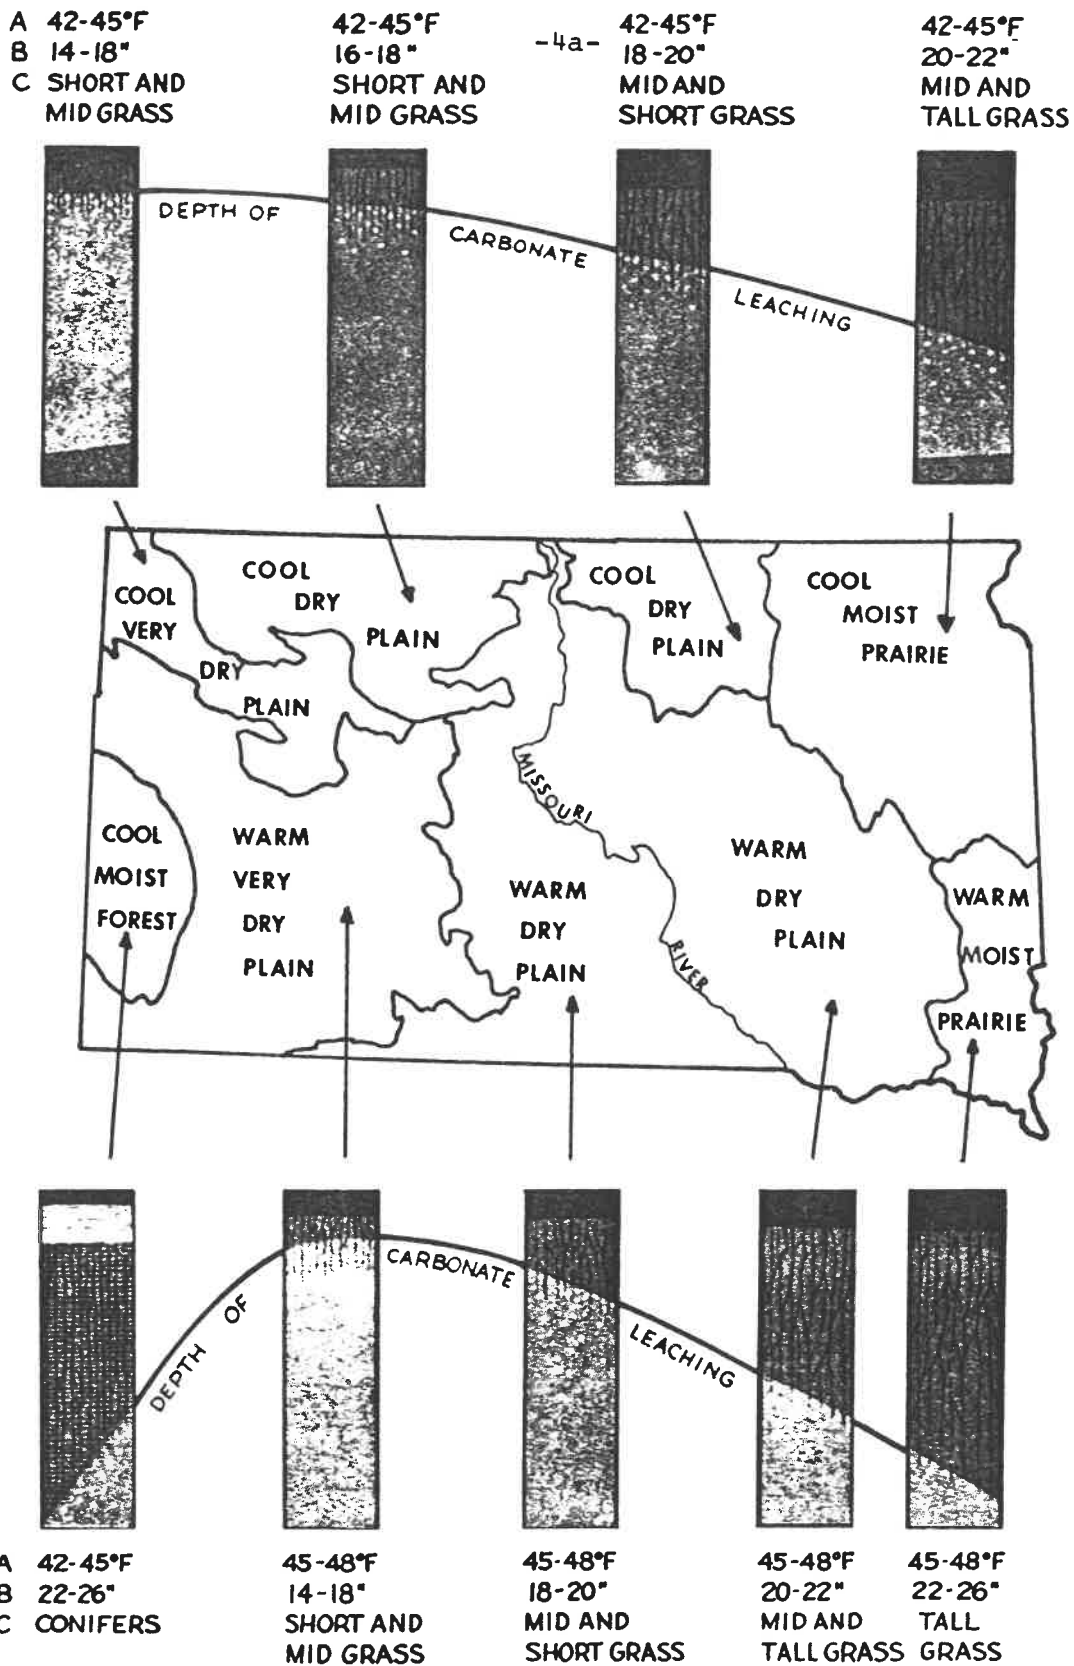 A 42-45°F 42-45°F -4a- 42-45°F 42-45°F
B 14-18" 16-18" 18-20" 20-22"
C SHORT AND SHORT AND MID AND MID AND
MID GRASS MID GRASS SHORT GRASS TALL GRASS
DEPTH OF CARBONATE LEACHING
COOL VERY DRY PLAIN
COOL DRY PLAIN
COOL DRY PLAIN
COOL MOIST PRAIRIE
MISSOURI RIVER
COOL MOIST FOREST
WARM VERY DRY PLAIN
WARM DRY PLAIN
WARM DRY PLAIN
WARM MOIST PRAIRIE
DEPTH OF CARBONATE LEACHING
A 42-45°F 45-48°F 45-48°F 45-48°F 45-48°F
B 22-26" 14-18" 18-20" 20-22" 22-26"
C CONIFERS SHORT AND MID AND MID AND TALL
MID GRASS SHORT GRASS TALL GRASS GRASS